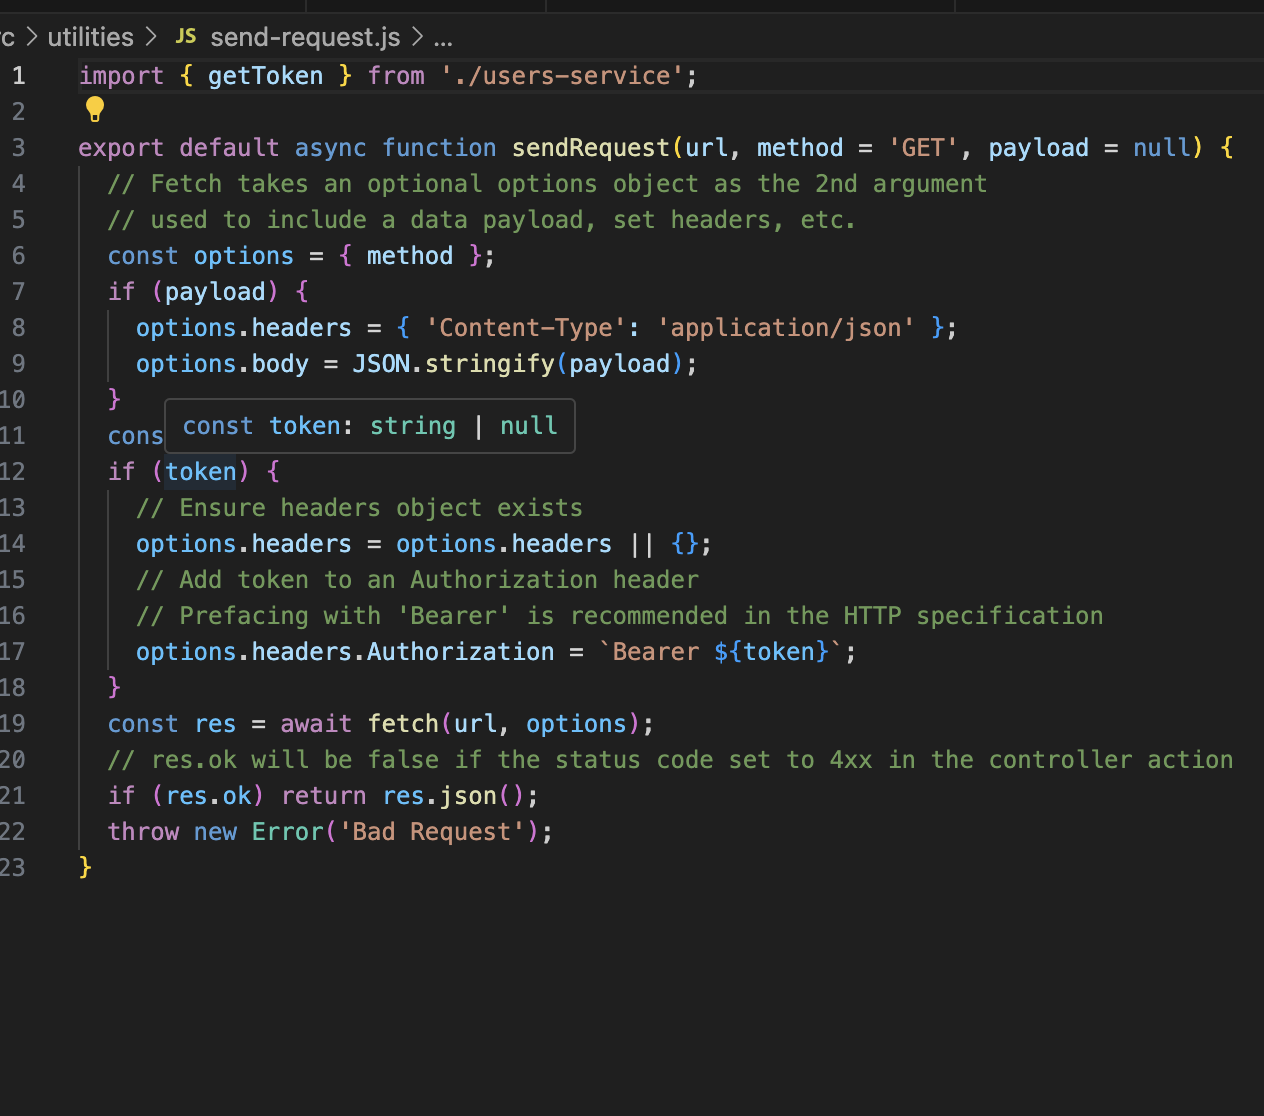 rc > utilities > JS send-request.js > ...
1 import { getToken } from './users-service';
2
3 export default async function sendRequest(url, method = 'GET', payload = null) {
4 // Fetch takes an optional options object as the 2nd argument
5 // used to include a data payload, set headers, etc.
6 const options = { method };
7 if (payload) {
8 options.headers = { 'Content-Type': 'application/json' };
9 options.body = JSON.stringify(payload);
10 }
11 cons
const token: string | null
12 if (token) {
13 // Ensure headers object exists
14 options.headers = options.headers || {};
15 // Add token to an Authorization header
16 // Prefacing with 'Bearer' is recommended in the HTTP specification
17 options.headers.Authorization = `Bearer ${token}`;
18 }
19 const res = await fetch(url, options);
20 // res.ok will be false if the status code set to 4xx in the controller action
21 if (res.ok) return res.json();
22 throw new Error('Bad Request');
23 }